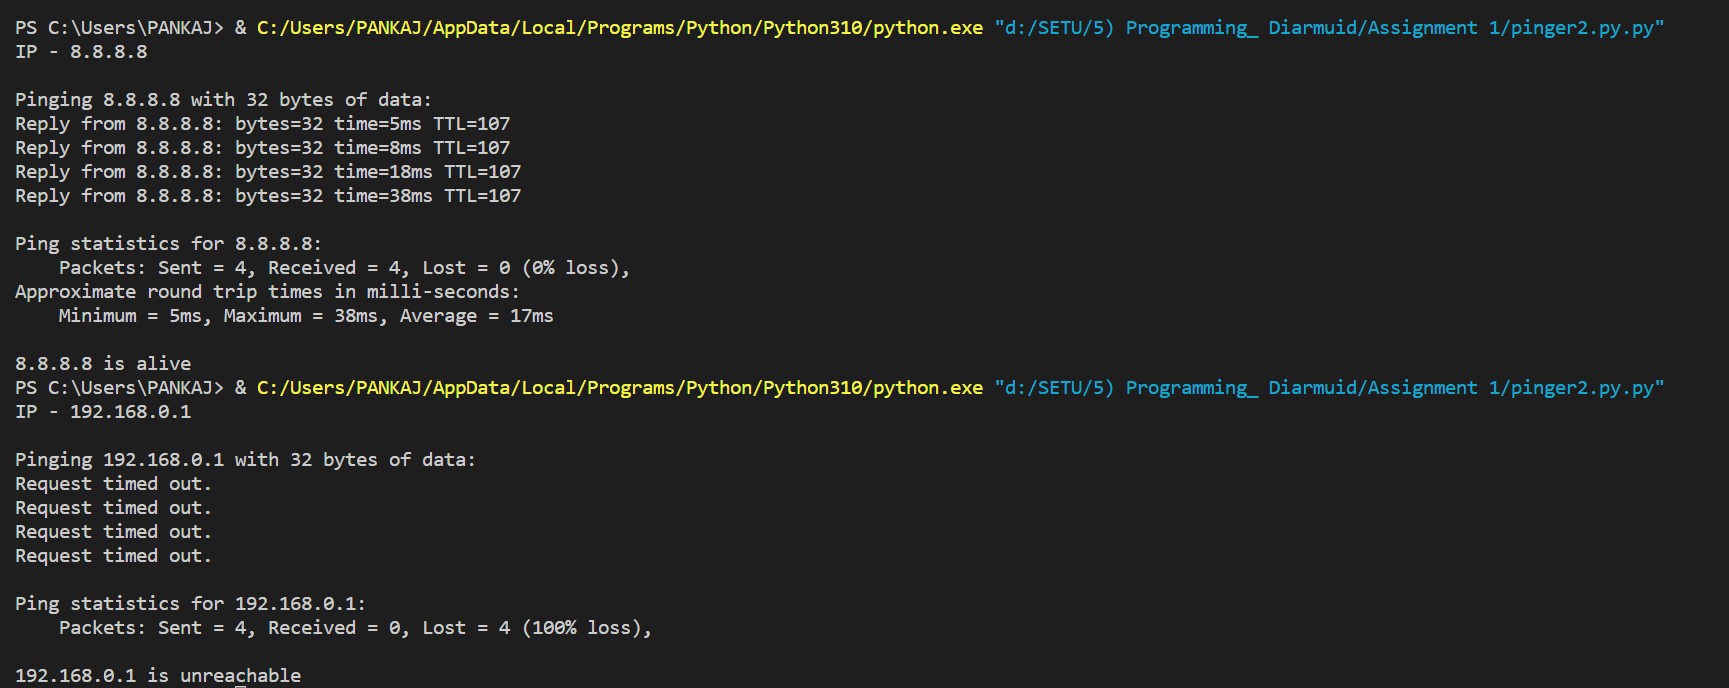 PS C:\Users\PANKAJ> & C:/Users/PANKAJ/AppData/Local/Programs/Python/Python310/python.exe "d:/SETU/5) Programming_ Diarmuid/Assignment 1/pinger2.py.py"
IP - 8.8.8.8
Pinging 8.8.8.8 with 32 bytes of data:
Reply from 8.8.8.8: bytes=32 time=5ms TTL=107
Reply from 8.8.8.8: bytes=32 time=8ms TTL=107
Reply from 8.8.8.8: bytes=32 time=18ms TTL=107
Reply from 8.8.8.8: bytes=32 time=38ms TTL=107
Ping statistics for 8.8.8.8:
    Packets: Sent = 4, Received = 4, Lost = 0 (0% loss),
Approximate round trip times in milli-seconds:
    Minimum = 5ms, Maximum = 38ms, Average = 17ms
8.8.8.8 is alive
PS C:\Users\PANKAJ> & C:/Users/PANKAJ/AppData/Local/Programs/Python/Python310/python.exe "d:/SETU/5) Programming_ Diarmuid/Assignment 1/pinger2.py.py"
IP - 192.168.0.1
Pinging 192.168.0.1 with 32 bytes of data:
Request timed out.
Request timed out.
Request timed out.
Request timed out.
Ping statistics for 192.168.0.1:
    Packets: Sent = 4, Received = 0, Lost = 4 (100% loss),
192.168.0.1 is unreachable